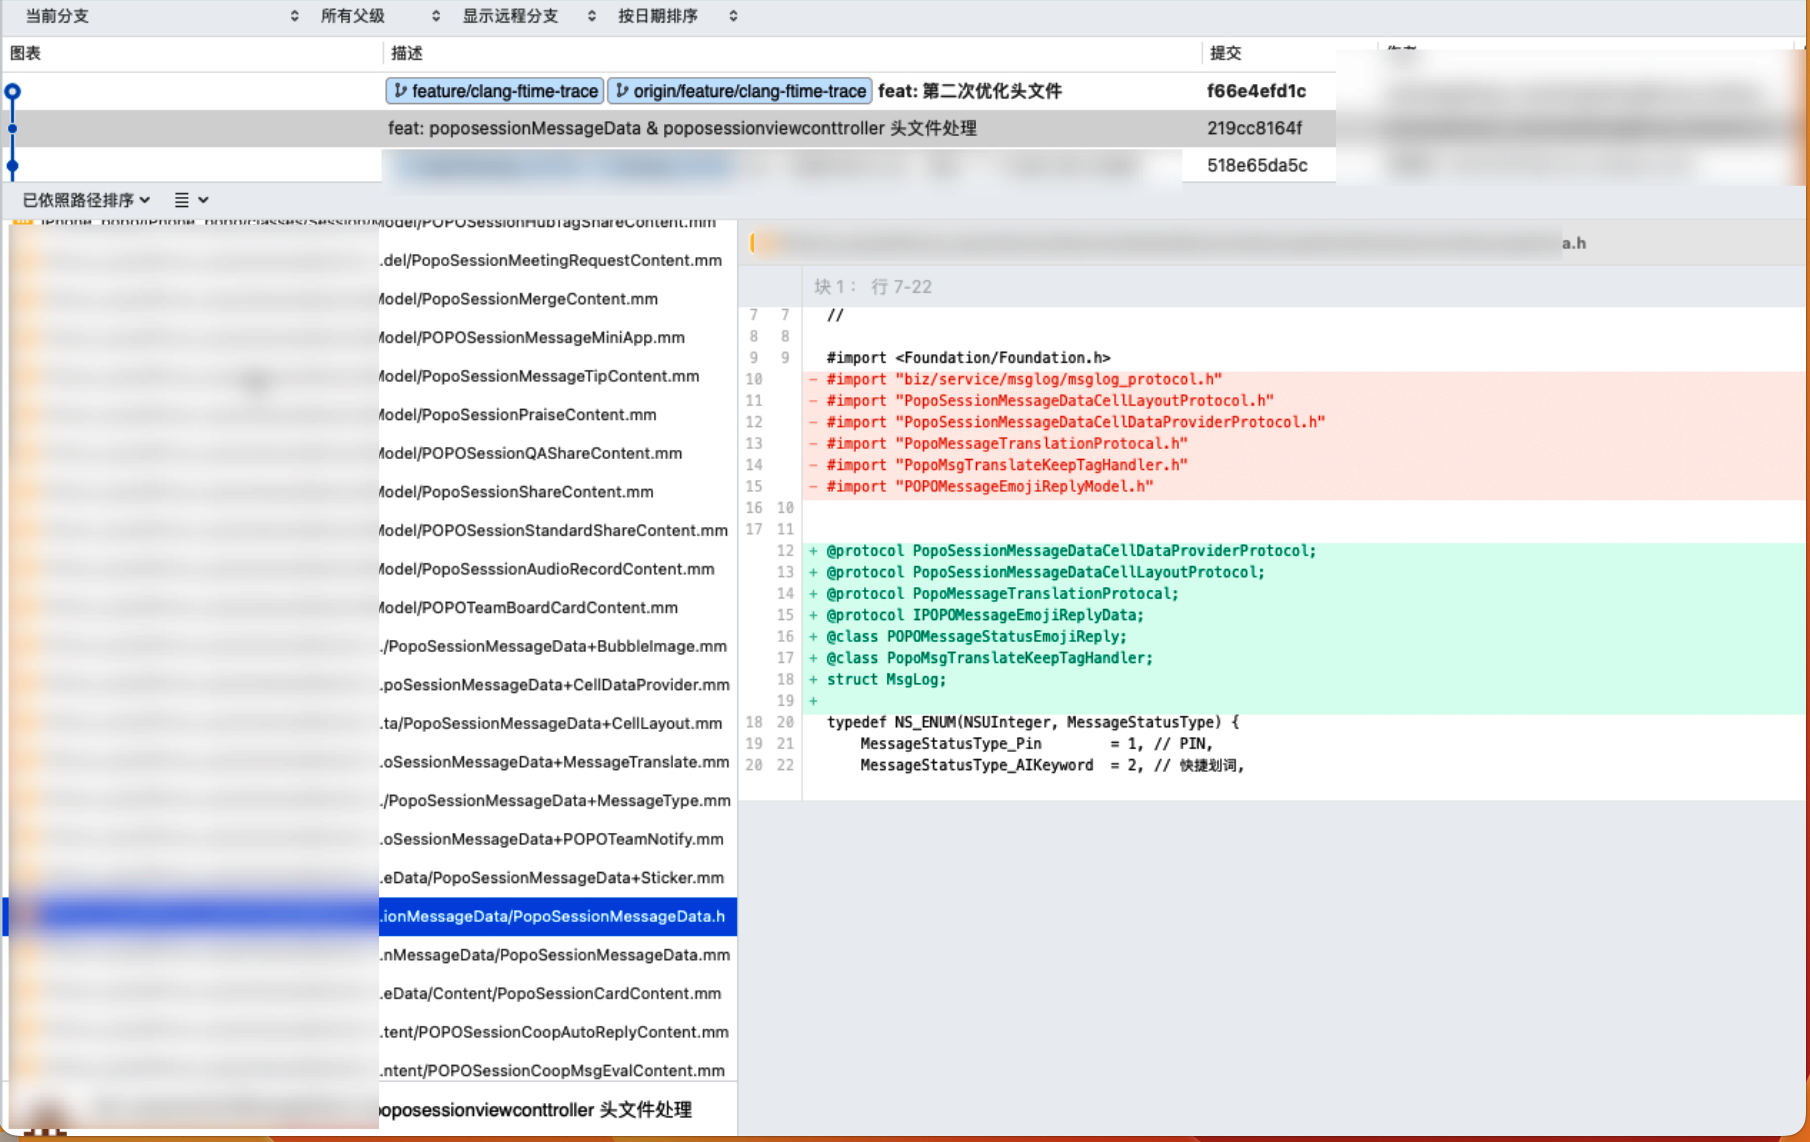 当前分支 所有父级 显示远程分支 按日期排序
图表 描述 提交
feature/clang-ftime-trace origin/feature/clang-ftime-trace feat: 第二次优化头文件 f66e4efd1c
feat: poposessionMessageData & poposessionviewconttroller 头文件处理 219cc8164f
518e65da5c
已依照路径排序
Model/POPOSessionHubTagShareContent.mm
.del/PopoSessionMeetingRequestContent.mm
Model/PopoSessionMergeContent.mm
Model/POPOSessionMessageMiniApp.mm
Model/PopoSessionMessageTipContent.mm
Model/PopoSessionPraiseContent.mm
Model/POPOSessionQAShareContent.mm
Model/PopoSessionShareContent.mm
Model/POPOSessionStandardShareContent.mm
Model/PopoSesssionAudioRecordContent.mm
Model/POPOTeamBoardCardContent.mm
./PopoSessionMessageData+BubbleImage.mm
.poSessionMessageData+CellDataProvider.mm
.ta/PopoSessionMessageData+CellLayout.mm
.oSessionMessageData+MessageTranslate.mm
./PopoSessionMessageData+MessageType.mm
.oSessionMessageData+POPOTeamNotify.mm
.eData/PopoSessionMessageData+Sticker.mm
.ionMessageData/PopoSessionMessageData.h
.nMessageData/PopoSessionMessageData.mm
.eData/Content/PopoSessionCardContent.mm
.tent/POPOSessionCoopAutoReplyContent.mm
.ntent/POPOSessionCoopMsgEvalContent.mm
poposessionviewconttroller 头文件处理
a.h
块 1： 行 7-22
7 7 //
8 8
9 9 #import <Foundation/Foundation.h>
10 - #import "biz/service/msglog/msglog_protocol.h"
11 - #import "PopoSessionMessageDataCellLayoutProtocol.h"
12 - #import "PopoSessionMessageDataCellDataProviderProtocol.h"
13 - #import "PopoMessageTranslationProtocal.h"
14 - #import "PopoMsgTranslateKeepTagHandler.h"
15 - #import "POPOMessageEmojiReplyModel.h"
16 10
17 11
12 + @protocol PopoSessionMessageDataCellDataProviderProtocol;
13 + @protocol PopoSessionMessageDataCellLayoutProtocol;
14 + @protocol PopoMessageTranslationProtocal;
15 + @protocol IPOPOMessageEmojiReplyData;
16 + @class POPOMessageStatusEmojiReply;
17 + @class PopoMsgTranslateKeepTagHandler;
18 + struct MsgLog;
19 +
18 20 typedef NS_ENUM(NSUInteger, MessageStatusType) {
19 21 MessageStatusType_Pin = 1, // PIN,
20 22 MessageStatusType_AIKeyword = 2, // 快捷划词,